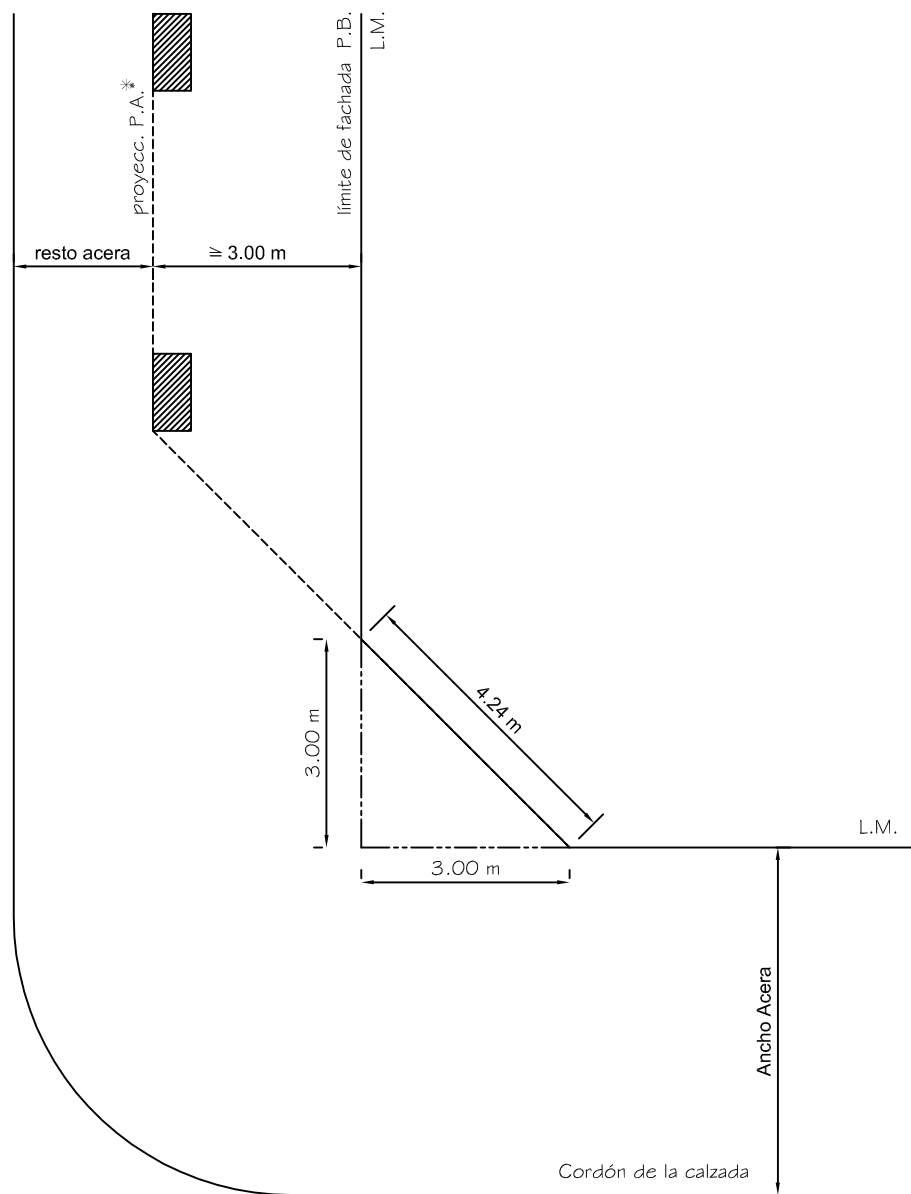 límite de fachada P.B.
L.M.
proyecc. P.A.*
resto acera
≥ 3.00 m
4.24 m
3.00 m
L.M.
3.00 m
Ancho Acera
Cordón de la calzada